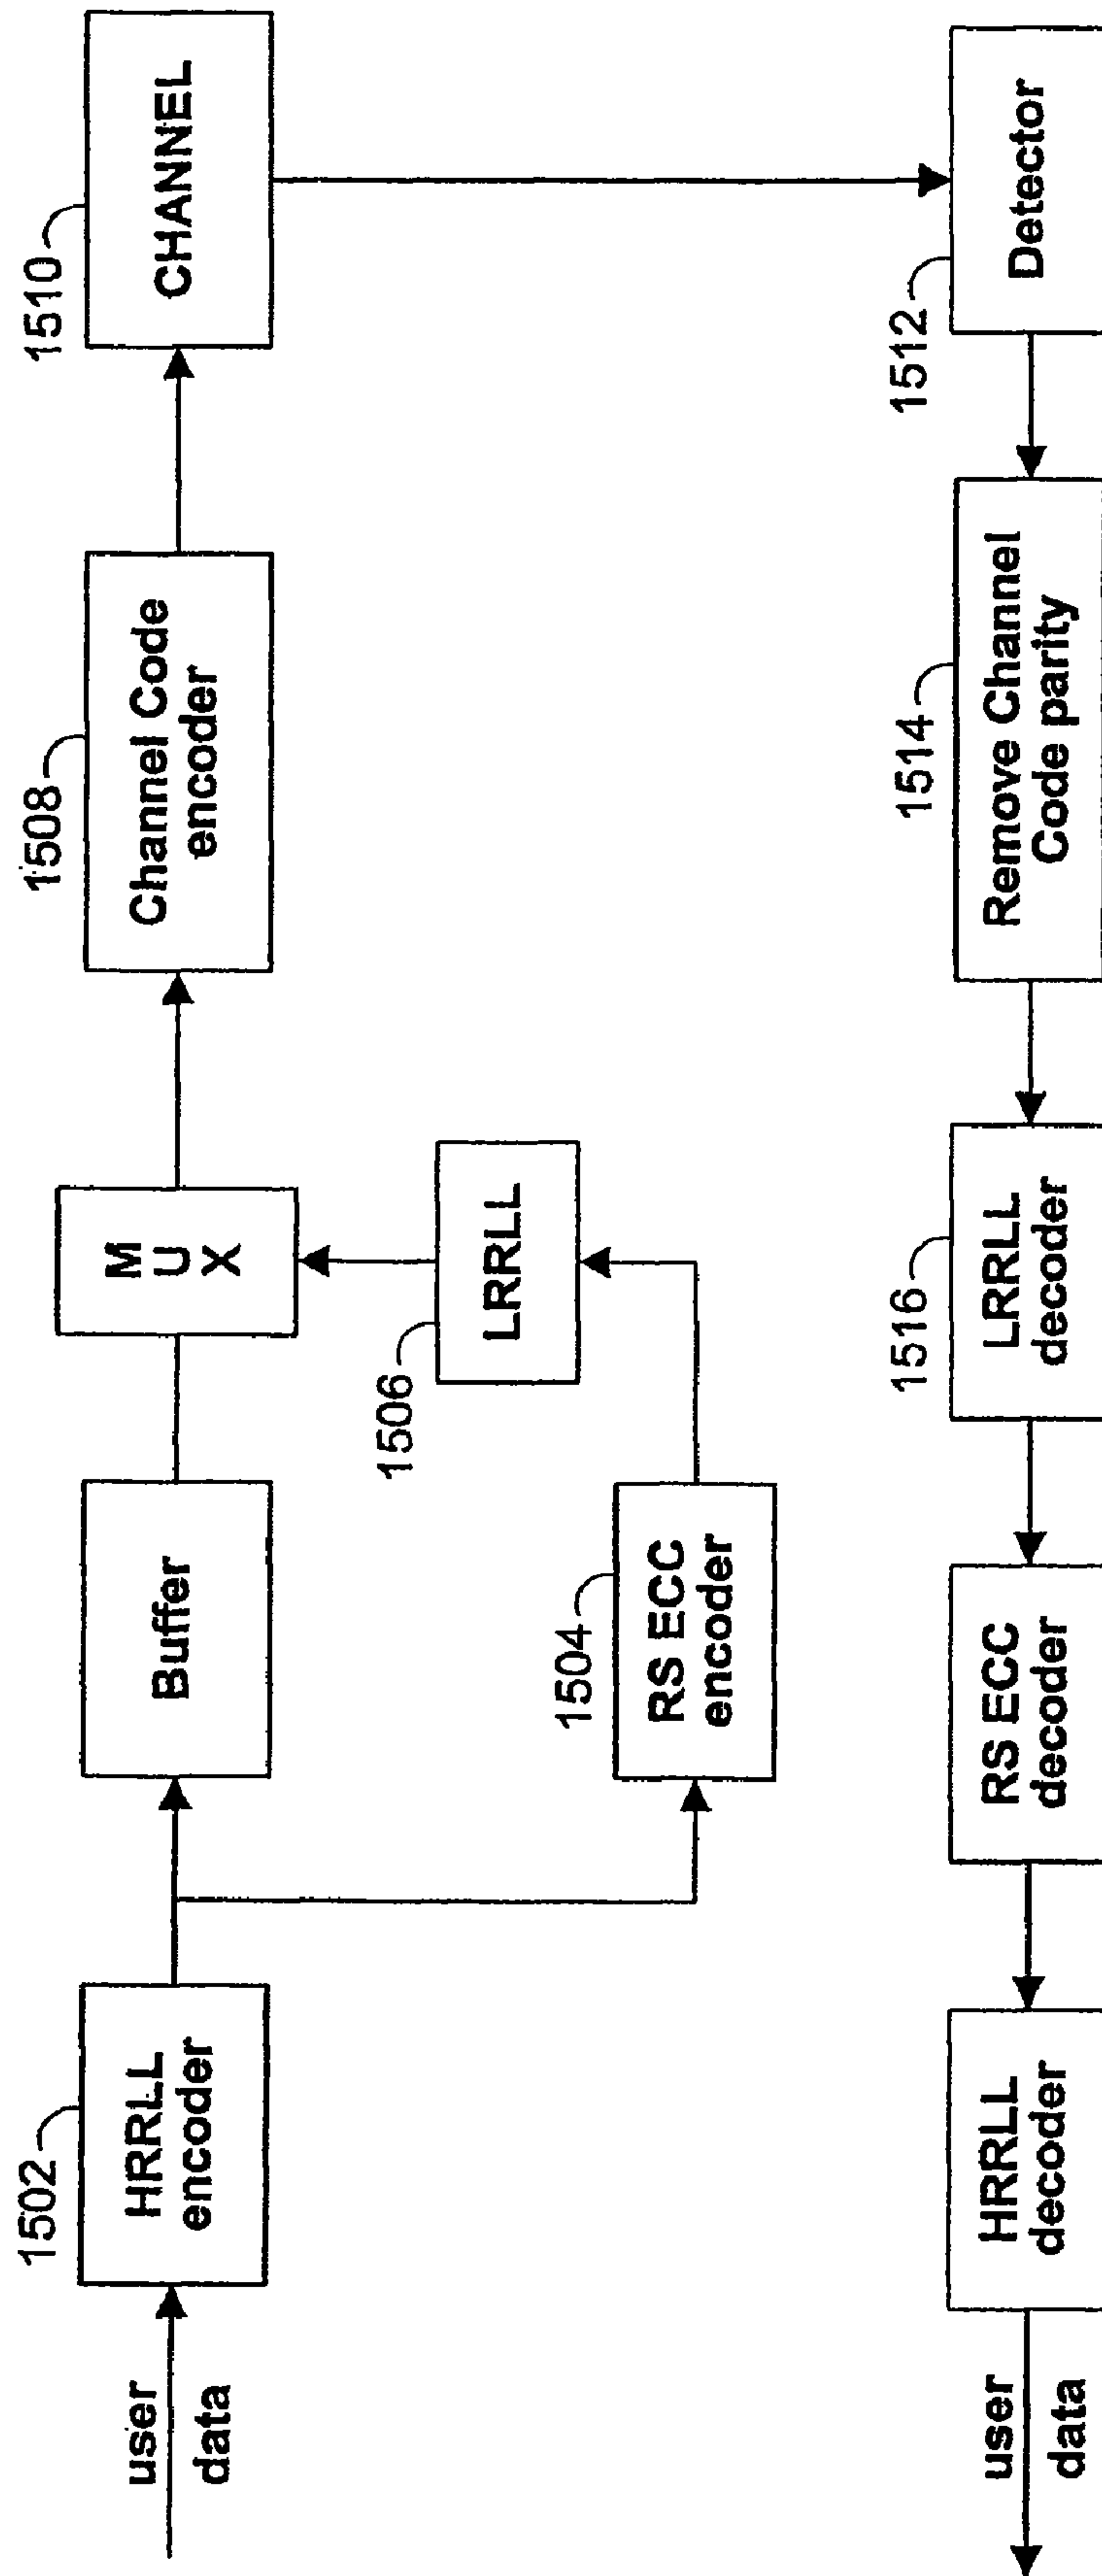 user
data
1502
HRRLL
encoder
Buffer
1504
RS ECC
encoder
1506
LRRLL
M
U
X
1508
Channel Code
encoder
1510
CHANNEL
1512
Detector
1514
Remove Channel
Code parity
1516
LRRLL
decoder
RS ECC
decoder
HRRLL
decoder
user
data